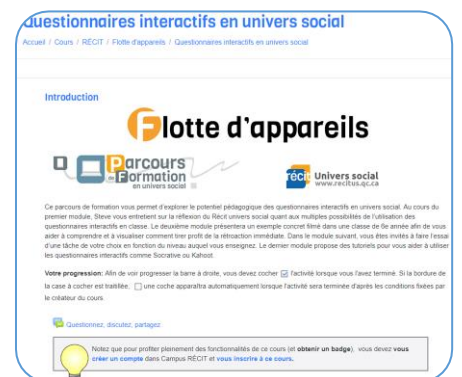 Questionnaires interactifs en univers social
Accueil / Cours / RÉCIT / Flotte d'appareils / Questionnaires interactifs en univers social
Introduction
Flotte d'appareils
Parcours
de Formation
en univers social
récit Univers social
www.recitus.qc.ca
Ce parcours de formation vous permet d'explorer le potentiel pédagogique des questionnaires interactifs en univers social. Au cours du
premier module, Steve vous entretient sur la réflexion du Récit univers social quant aux multiples possibilités de l'utilisation des
questionnaires interactifs en classe. Le deuxième module présentera un exemple concret filmé dans une classe de 6e année afin de vous
aider à comprendre et à visualiser comment tirer profit de la rétroaction immédiate. Dans le module suivant, vous êtes invités à faire l'essai
d'une tâche de votre choix en fonction du niveau auquel vous enseignez. Le dernier module propose des tutoriels pour vous aider à utiliser
les questionnaires interactifs comme Socrative ou Kahoot.
Votre progression: Afin de voir progresser la barre à droite, vous devez cocher l'activité lorsque vous l'avez terminé. Si la bordure de
la case à cocher est traitillée, une coche apparaîtra automatiquement lorsque l'activité sera terminée d'après les conditions fixées par
le créateur du cours.
Questionnez, discutez, partagez
Notez que pour profiter pleinement des fonctionnalités de ce cours (et obtenir un badge), vous devez vous
créer un compte dans Campus RÉCIT et vous inscrire à ce cours.